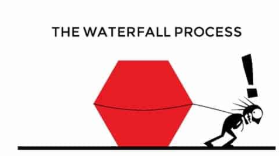 THE WATERFALL PROCESS
!